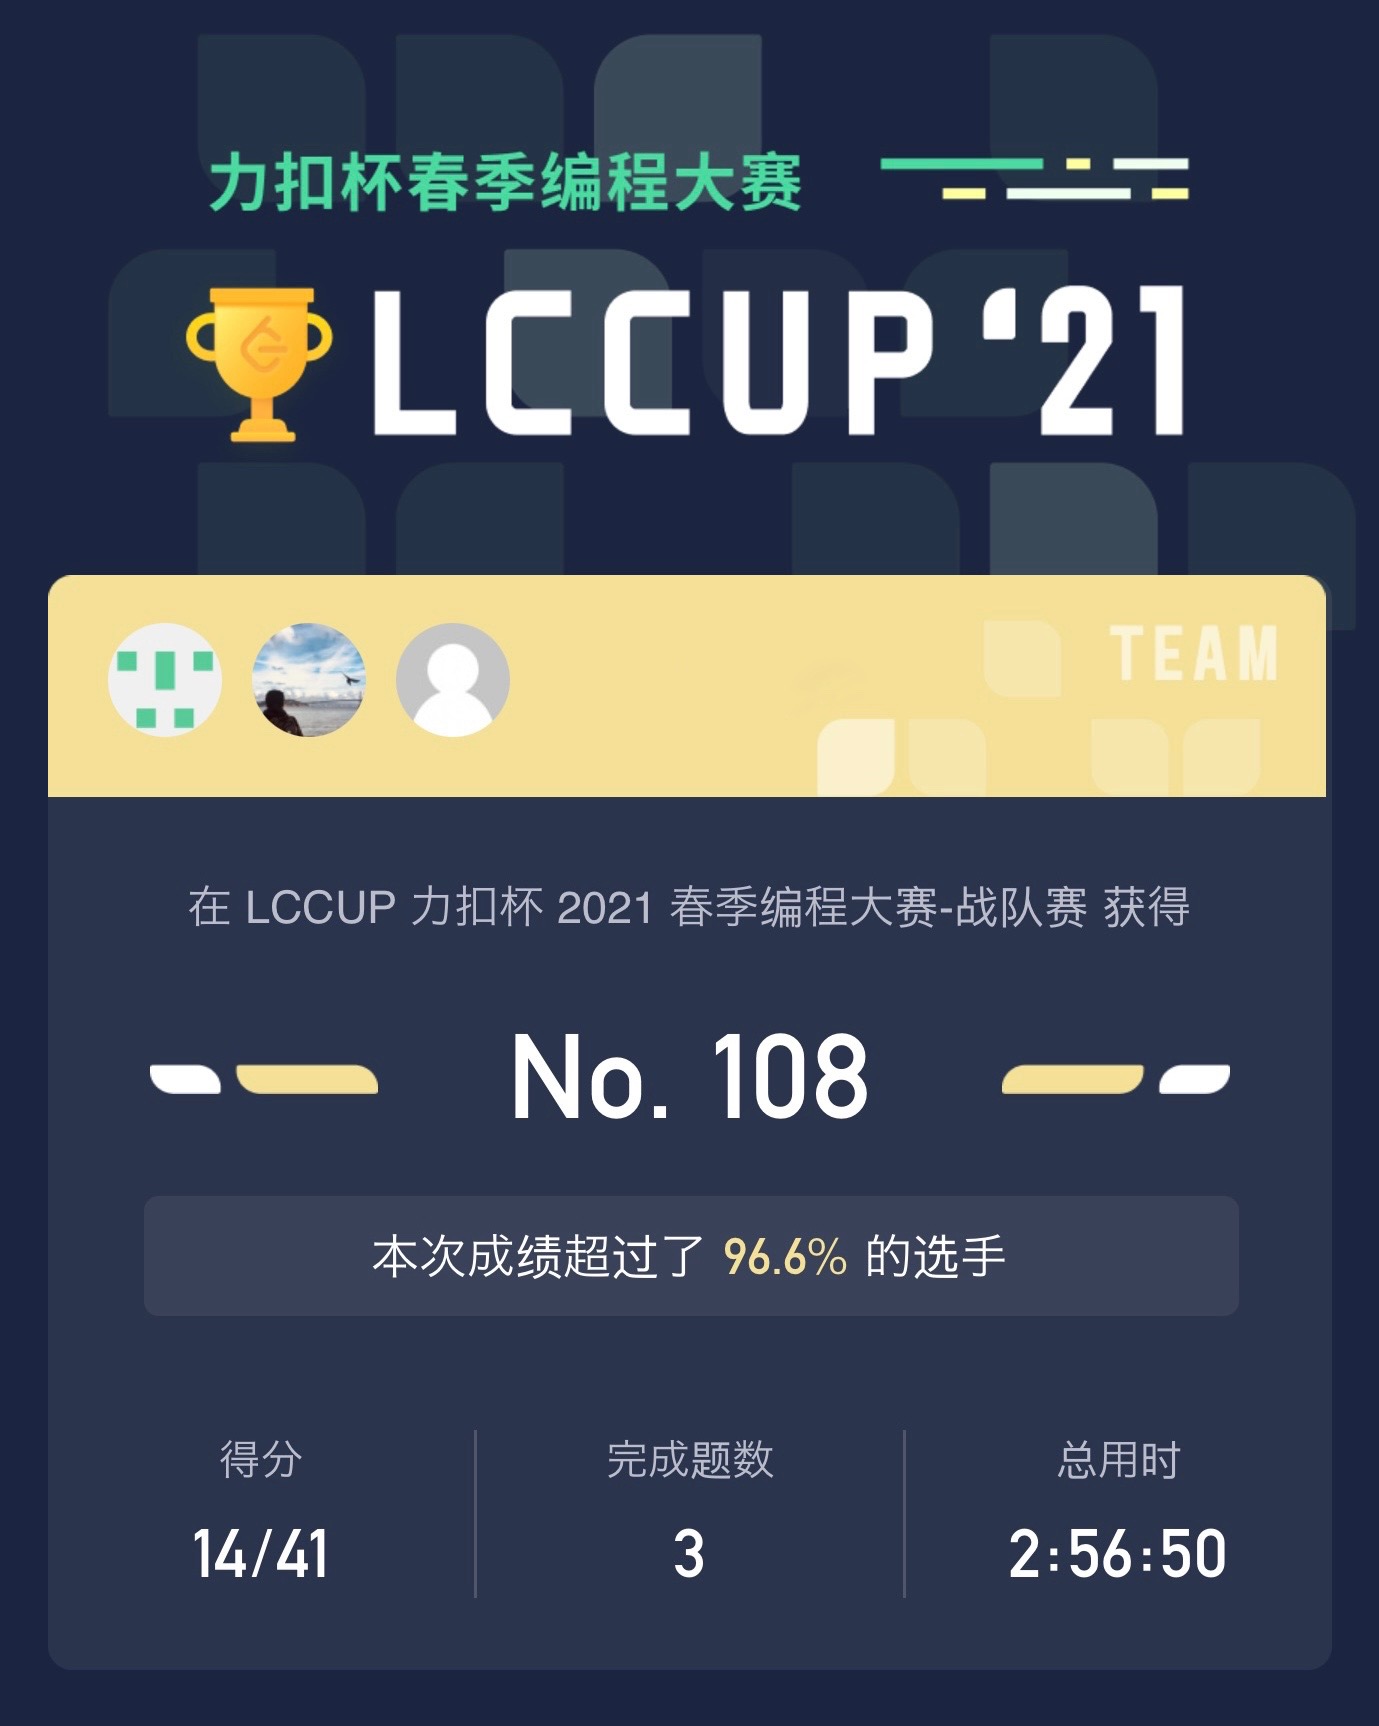 力扣杯春季编程大赛
LCCUP ‘21
TEAM
在 LCCUP 力扣杯 2021 春季编程大赛-战队赛 获得
No. 108
本次成绩超过了 96.6% 的选手
得分 完成题数 总用时
14/41 3 2:56:50